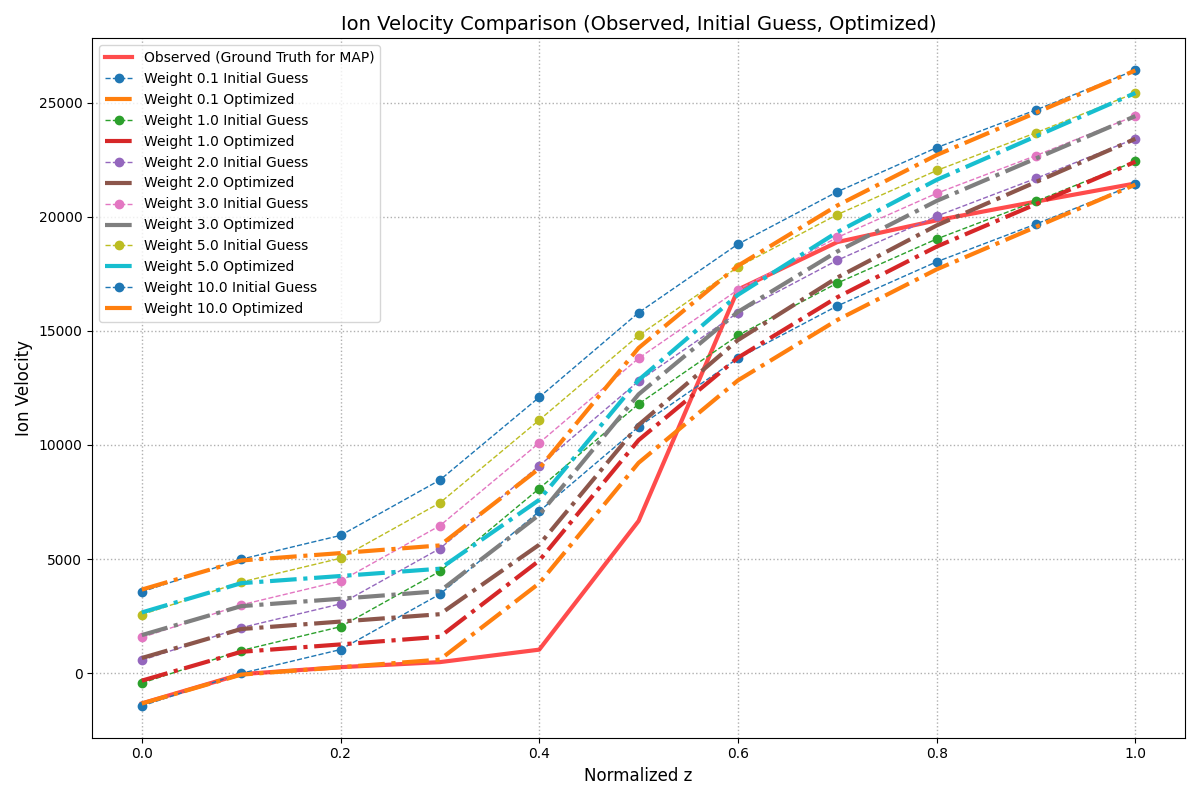 Ion Velocity Comparison (Observed, Initial Guess, Optimized)
Observed (Ground Truth for MAP)
Weight 0.1 Initial Guess
Weight 0.1 Optimized
Weight 1.0 Initial Guess
Weight 1.0 Optimized
Weight 2.0 Initial Guess
Weight 2.0 Optimized
Weight 3.0 Initial Guess
Weight 3.0 Optimized
Weight 5.0 Initial Guess
Weight 5.0 Optimized
Weight 10.0 Initial Guess
Weight 10.0 Optimized
Ion Velocity
25000
20000
15000
10000
5000
0
0.0 0.2 0.4 0.6 0.8 1.0
Normalized z